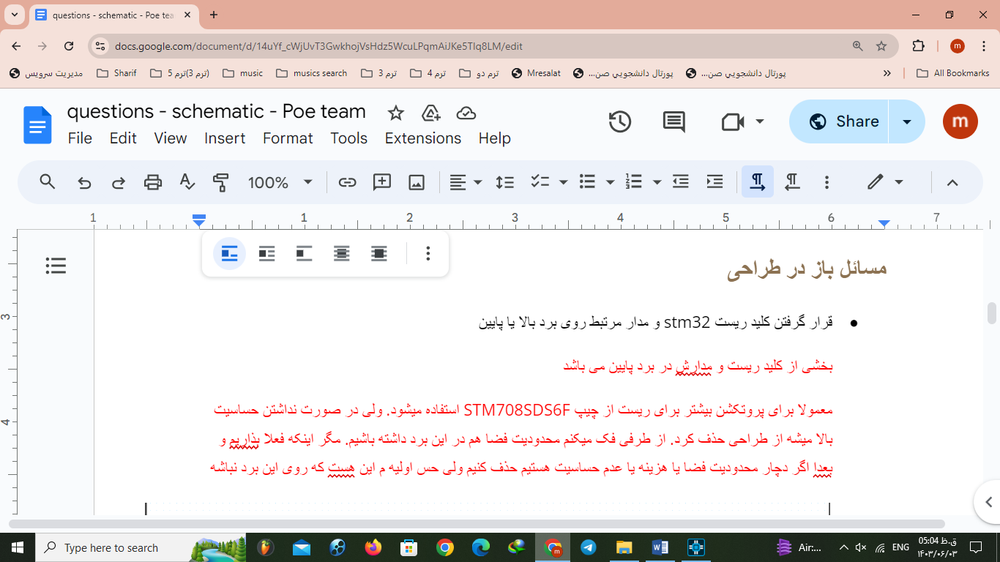 questions - schematic - Poe tea
docs.google.com/document/d/14uYf_cWjUvT3GwkhojVsHdz5WcuLPqmAiJKe5TIq8LM/edit
m
مدیریت سرویس
Sharif
ترم 5 (ترم 3)
music
musics search
ترم 3
ترم 4
ترم دو
Mresalat
پورتال دانشجويي صن...
پورتال دانشجويي صن...
All Bookmarks
questions - schematic - Poe team
File Edit View Insert Format Tools Extensions Help
Share
m
100%
1 1 2 3 4 5 6 7
مسائل باز در طراحی
3
● قرار گرفتن کلید ریست stm32 و مدار مرتبط روی برد بالا یا پایین
بخشی از کلید ریست و مدارش در برد پایین می باشد
4
معمولا برای پروتکشن بیشتر برای ریست از چیپ STM708SDS6F استفاده میشود. ولی در صورت نداشتن حساسیت
بالا میشه از طراحی حذف کرد. از طرفی فک میکنم محدودیت فضا هم در این برد داشته باشیم. مگر اینکه فعلا بذاریم و
بعدا اگر دچار محدودیت فضا یا هزینه یا عدم حساسیت هستیم حذف کنیم ولی حس اولیه م این هست که روی این برد نباشه
Type here to search
m
Air:...
ENG
05:04 ق.ظ
۱۴۰۳/۰۶/۰۳